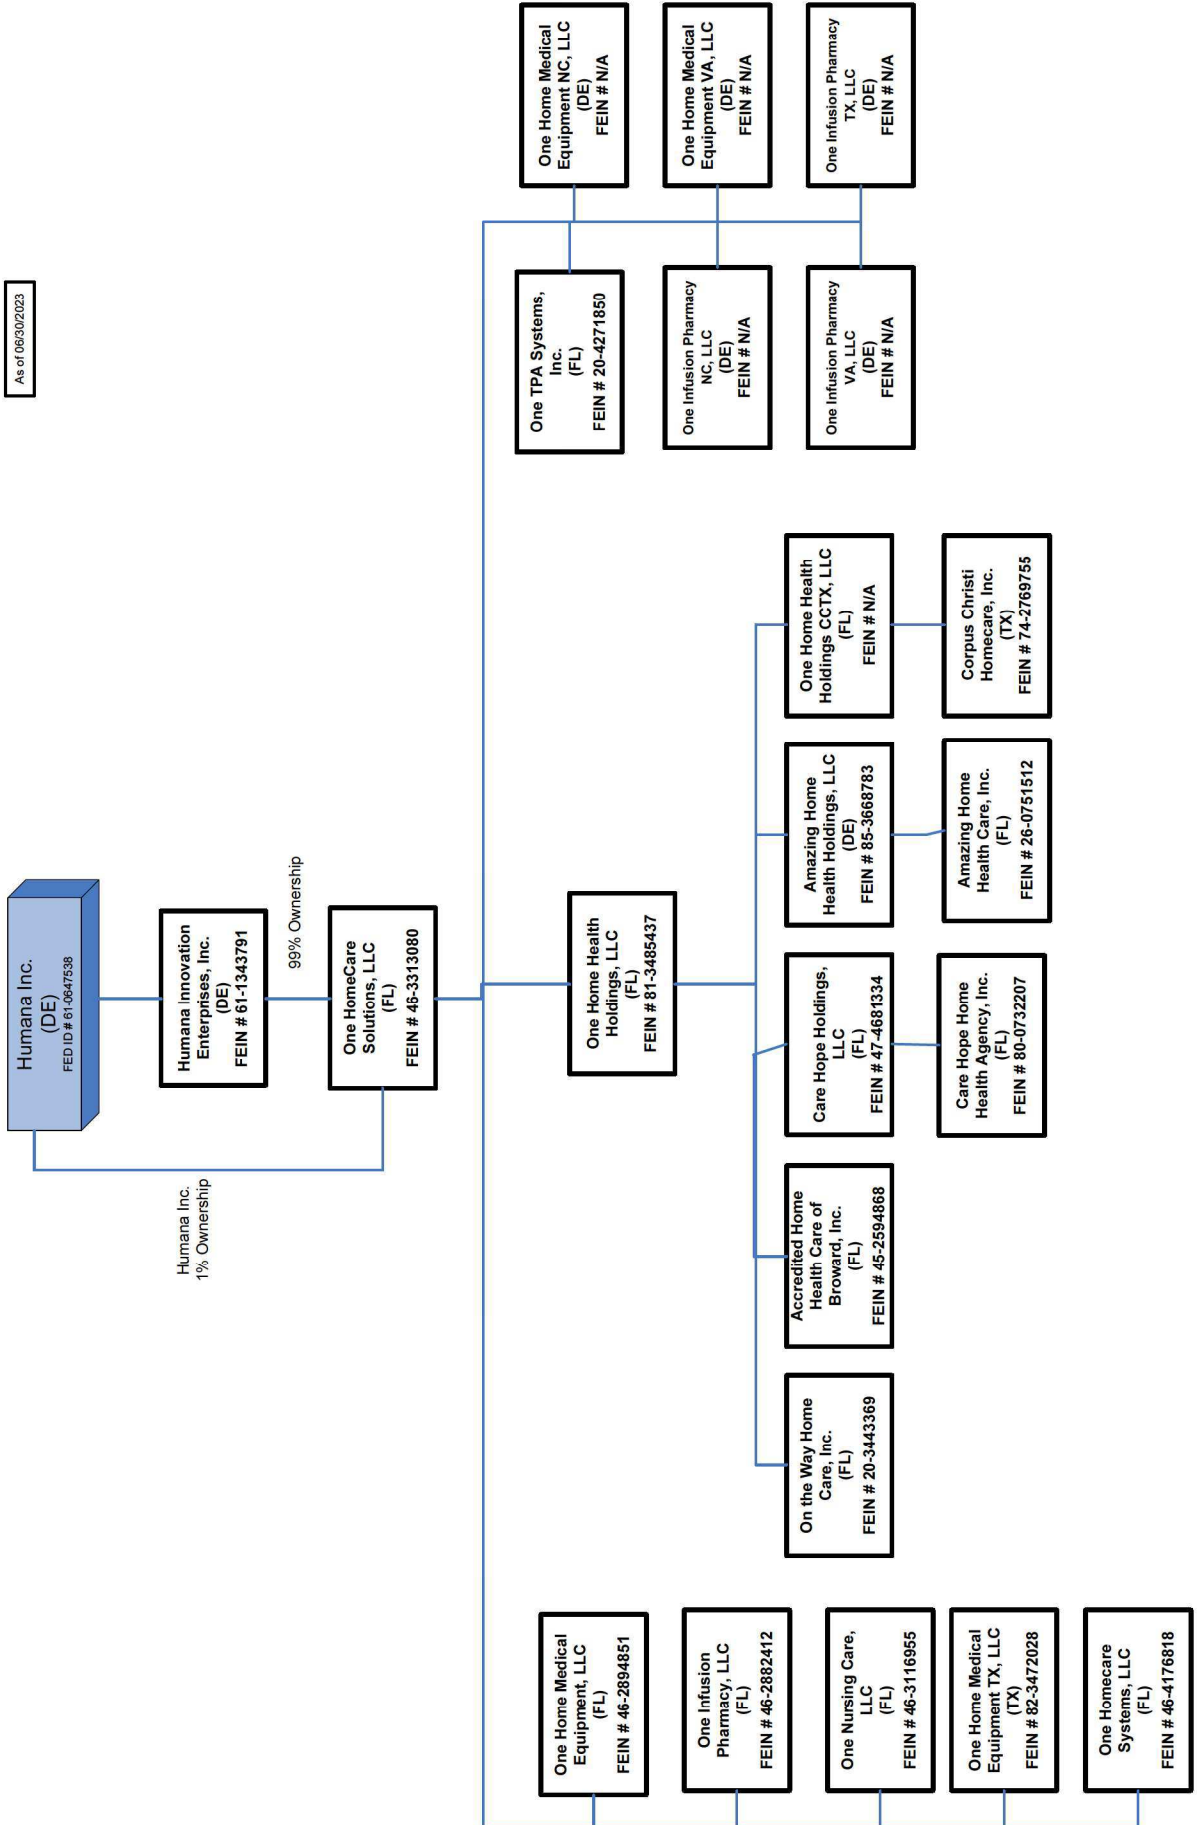 As of 06/30/2023
Humana Inc.
(DE)
FED ID # 61-0647538
Humana Inc.
1% Ownership
Humana Innovation
Enterprises, Inc.
(DE)
FEIN # 61-1343791
99% Ownership
One HomeCare
Solutions, LLC
(FL)
FEIN # 46-3313080
One Home Medical
Equipment, LLC
(FL)
FEIN # 46-2894851
One Infusion
Pharmacy, LLC
(FL)
FEIN # 46-2882412
One Nursing Care,
LLC
(FL)
FEIN # 46-3116955
One Home Medical
Equipment TX, LLC
(TX)
FEIN # 82-3472028
One Homecare
Systems, LLC
(FL)
FEIN # 46-4176818
One Home Health
Holdings, LLC
(FL)
FEIN # 81-3485437
On the Way Home
Care, Inc.
(FL)
FEIN # 20-3443369
Accredited Home
Health Care of
Broward, Inc.
(FL)
FEIN # 45-2594868
Care Hope Holdings,
LLC
(FL)
FEIN # 47-4681334
Amazing Home
Health Holdings, LLC
(DE)
FEIN # 85-3668783
One Home Health
Holdings CCTX, LLC
(FL)
FEIN # N/A
Care Hope Home
Health Agency, Inc.
(FL)
FEIN # 80-0732207
Amazing Home
Health Care, Inc.
(FL)
FEIN # 26-0751512
Corpus Christi
Homecare, Inc.
(TX)
FEIN # 74-2769755
One TPA Systems,
Inc.
(FL)
FEIN # 20-4271850
One Home Medical
Equipment NC, LLC
(DE)
FEIN # N/A
One Infusion Pharmacy
NC, LLC
(DE)
FEIN # N/A
One Home Medical
Equipment VA, LLC
(DE)
FEIN # N/A
One Infusion Pharmacy
VA, LLC
(DE)
FEIN # N/A
One Infusion Pharmacy
TX, LLC
(DE)
FEIN # N/A